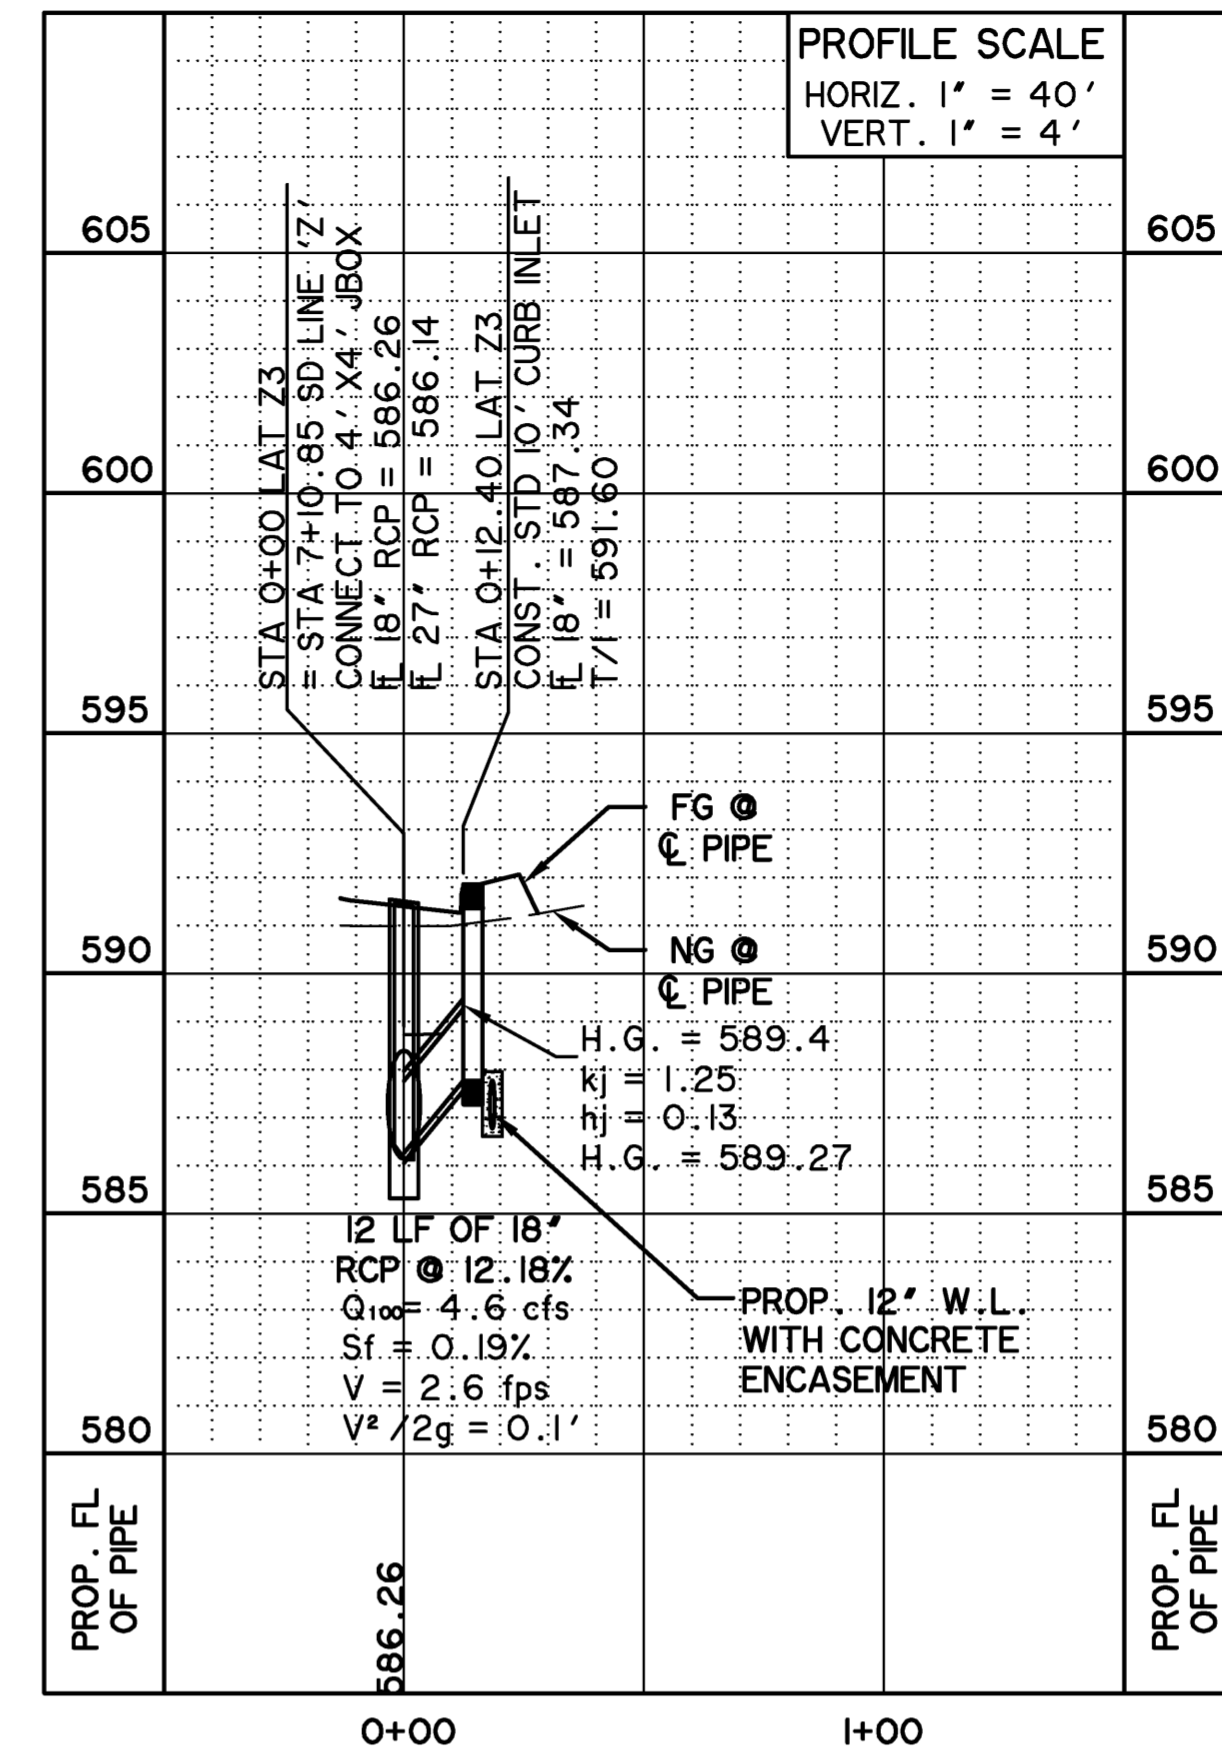 PROFILE SCALE
HORIZ. 1" = 40'
VERT. 1" = 4'
605
605
600
600
595
595
590
590
585
585
580
580
STA 0+00 LAT Z3
= STA 7+10.85 SD LINE 'Z'
CONNECT TO 4'X4' JBOX
FL 18" RCP = 586.26
FL 27" RCP = 586.14
STA 0+12.40 LAT Z3
CONST. STD 10' CURB INLET
FL 18" = 587.34
T/I = 591.60
FG @
℄ PIPE
NG @
℄ PIPE
H.G. = 589.4
kj = 1.25
hj = 0.13
H.G. = 589.27
12 LF OF 18"
RCP @ 12.18%
Q100= 4.6 cfs
Sf = 0.19%
V = 2.6 fps
V²/2g = 0.1'
PROP. 12" W.L.
WITH CONCRETE
ENCASEMENT
PROP. FL
OF PIPE
586.26
PROP. FL
OF PIPE
0+00
1+00